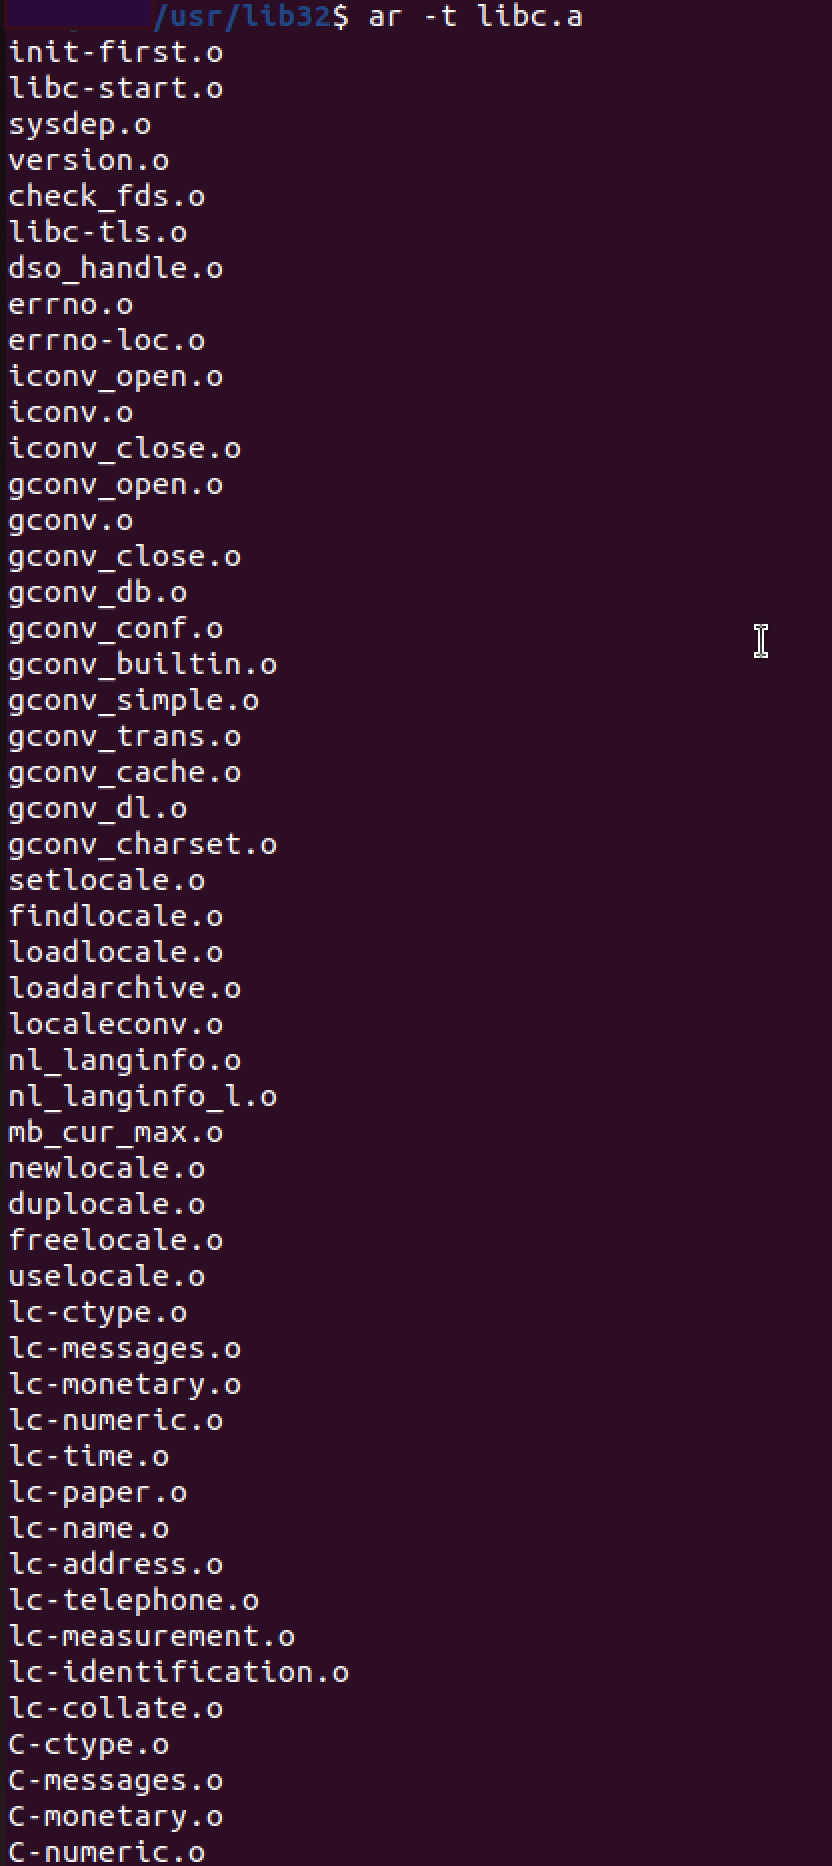 /usr/lib32$ ar -t libc.a
init-first.o
libc-start.o
sysdep.o
version.o
check_fds.o
libc-tls.o
dso_handle.o
errno.o
errno-loc.o
iconv_open.o
iconv.o
iconv_close.o
gconv_open.o
gconv.o
gconv_close.o
gconv_db.o
gconv_conf.o
gconv_builtin.o
gconv_simple.o
gconv_trans.o
gconv_cache.o
gconv_dl.o
gconv_charset.o
setlocale.o
findlocale.o
loadlocale.o
loadarchive.o
localeconv.o
nl_langinfo.o
nl_langinfo_l.o
mb_cur_max.o
newlocale.o
duplocale.o
freelocale.o
uselocale.o
lc-ctype.o
lc-messages.o
lc-monetary.o
lc-numeric.o
lc-time.o
lc-paper.o
lc-name.o
lc-address.o
lc-telephone.o
lc-measurement.o
lc-identification.o
lc-collate.o
C-ctype.o
C-messages.o
C-monetary.o
C-numeric.o